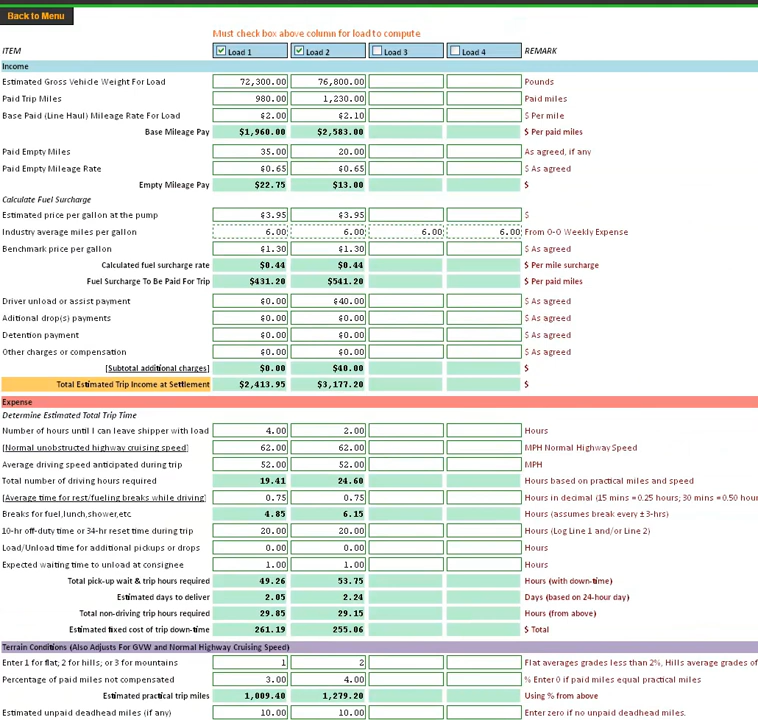 Back to Menu
Must check box above column for load to compute
ITEM Load 1 Load 2 Load 3 Load 4 REMARK
Income
Estimated Gross Vehicle Weight For Load 72,300.00 76,800.00 Pounds
Paid Trip Miles 980.00 1,230.00 Paid miles
Base Paid (Line Haul) Mileage Rate For Load $2.00 $2.10 $ Per mile
Base Mileage Pay $1,960.00 $2,583.00 $ Per paid miles
Paid Empty Miles 35.00 20.00 As agreed, if any
Paid Empty Mileage Rate $0.65 $0.65 $ As agreed
Empty Mileage Pay $22.75 $13.00 $
Calculate Fuel Surcharge
Estimated price per gallon at the pump $3.95 $3.95 $
Industry average miles per gallon 6.00 6.00 6.00 6.00 From O-O Weekly Expense
Benchmark price per gallon $1.30 $1.30 $ As agreed
Calculated fuel surcharge rate $0.44 $0.44 $ Per mile surcharge
Fuel Surcharge To Be Paid For Trip $431.20 $541.20 $ Per paid miles
Driver unload or assist payment $0.00 $40.00 $ As agreed
Aditional drop(s) payments $0.00 $0.00 $ As agreed
Detention payment $0.00 $0.00 $ As agreed
Other charges or compensation $0.00 $0.00 $ As agreed
[Subtotal additional charges] $0.00 $40.00 $
Total Estimated Trip Income at Settlement $2,413.95 $3,177.20 $
Expense
Determine Estimated Total Trip Time
Number of hours until I can leave shipper with load 4.00 2.00 Hours
[Normal unobstructed highway cruising speed] 62.00 62.00 MPH Normal Highway Speed
Average driving speed anticipated during trip 52.00 52.00 MPH
Total number of driving hours required 19.41 24.60 Hours based on practical miles and speed
[Average time for rest/fueling breaks while driving] 0.75 0.75 Hours in decimal (15 mins = 0.25 hours; 30 mins = 0.50 hour
Breaks for fuel,lunch,shower,etc. 4.85 6.15 Hours (assumes break every ± 3-hrs)
10-hr off-duty time or 34-hr reset time during trip 20.00 20.00 Hours (Log Line 1 and/or Line 2)
Load/Unload time for additional pickups or drops 0.00 0.00 Hours
Expected waiting time to unload at consignee 1.00 1.00 Hours
Total pick-up wait & trip hours required 49.26 53.75 Hours (with down-time)
Estimated days to deliver 2.05 2.24 Days (based on 24-hour day)
Total non-driving trip hours required 29.85 29.15 Hours (from above)
Estimated fixed cost of trip down-time 261.19 255.06 $ Total
Terrain Conditions (Also Adjusts For GVW and Normal Highway Cruising Speed)
Enter 1 for flat; 2 for hills; or 3 for mountains 1 2 Flat averages grades less than 2%, Hills average grades of
Percentage of paid miles not compensated 3.00 4.00 % Enter 0 if paid miles equal practical miles
Estimated practical trip miles 1,009.40 1,279.20 Using % from above
Estimated unpaid deadhead miles (if any) 10.00 10.00 Enter zero if no unpaid deadhead miles.